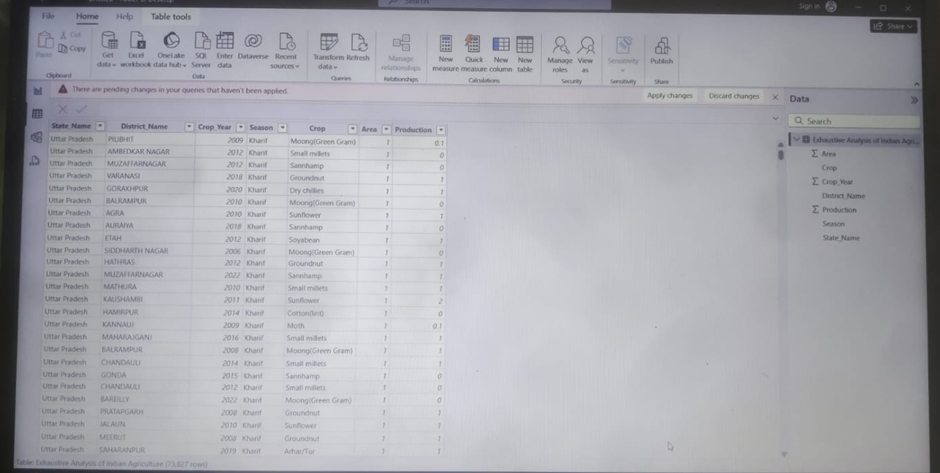 Search
Sign in
File Home Help Table tools
Share
Paste
Cut
Copy
Get data
Excel workbook
OneLake data hub
SQL Server
Enter data
Dataverse
Recent sources
Transform data
Refresh
Manage relationships
New measure
Quick measure
New column
New table
Manage roles
View as
Sensitivity
Publish
Clipboard Data Queries Relationships Calculations Security Sensitivity Share
There are pending changes in your queries that haven't been applied. Apply changes Discard changes
State_Name District_Name Crop_Year Season Crop Area Production
Uttar Pradesh PILIBHIT 2009 Kharif Moong(Green Gram) 1 0.1
Uttar Pradesh AMBEDKAR NAGAR 2012 Kharif Small millets 1 0
Uttar Pradesh MUZAFFARNAGAR 2012 Kharif Sannhamp 1 0
Uttar Pradesh VARANASI 2018 Kharif Groundnut 1 1
Uttar Pradesh GORAKHPUR 2020 Kharif Dry chillies 1 1
Uttar Pradesh BALRAMPUR 2010 Kharif Moong(Green Gram) 1 0
Uttar Pradesh AGRA 2010 Kharif Sunflower 1 1
Uttar Pradesh AURAIYA 2018 Kharif Sannhamp 1 0
Uttar Pradesh ETAH 2012 Kharif Soyabean 1 1
Uttar Pradesh SIDDHARTH NAGAR 2006 Kharif Moong(Green Gram) 1 0
Uttar Pradesh HATHRAS 2012 Kharif Groundnut 1 1
Uttar Pradesh MUZAFFARNAGAR 2022 Kharif Sannhamp 1 1
Uttar Pradesh MATHURA 2010 Kharif Small millets 1 1
Uttar Pradesh KAUSHAMBI 2011 Kharif Sunflower 1 2
Uttar Pradesh HAMIRPUR 2014 Kharif Cotton(lint) 1 0
Uttar Pradesh KANNAUJ 2009 Kharif Moth 1 0.1
Uttar Pradesh MAHARAJGANJ 2016 Kharif Small millets 1 1
Uttar Pradesh BALRAMPUR 2008 Kharif Moong(Green Gram) 1 1
Uttar Pradesh CHANDAULI 2014 Kharif Small millets 1 1
Uttar Pradesh GONDA 2015 Kharif Sannhamp 1 0
Uttar Pradesh CHANDAULI 2012 Kharif Small millets 1 0
Uttar Pradesh BAREILLY 2022 Kharif Moong(Green Gram) 1 0
Uttar Pradesh PRATAPGARH 2008 Kharif Groundnut 1 1
Uttar Pradesh JALAUN 2010 Kharif Sunflower 1 1
Uttar Pradesh MEERUT 2008 Kharif Groundnut 1 1
Uttar Pradesh SAHARANPUR 2019 Kharif Arhar/Tur 1 1
Table: Exhaustive Analysis of Indian Agriculture (73,827 rows)
Data
Search
Exhaustive Analysis of Indian Agri...
Area
Crop
Crop_Year
District_Name
Production
Season
State_Name